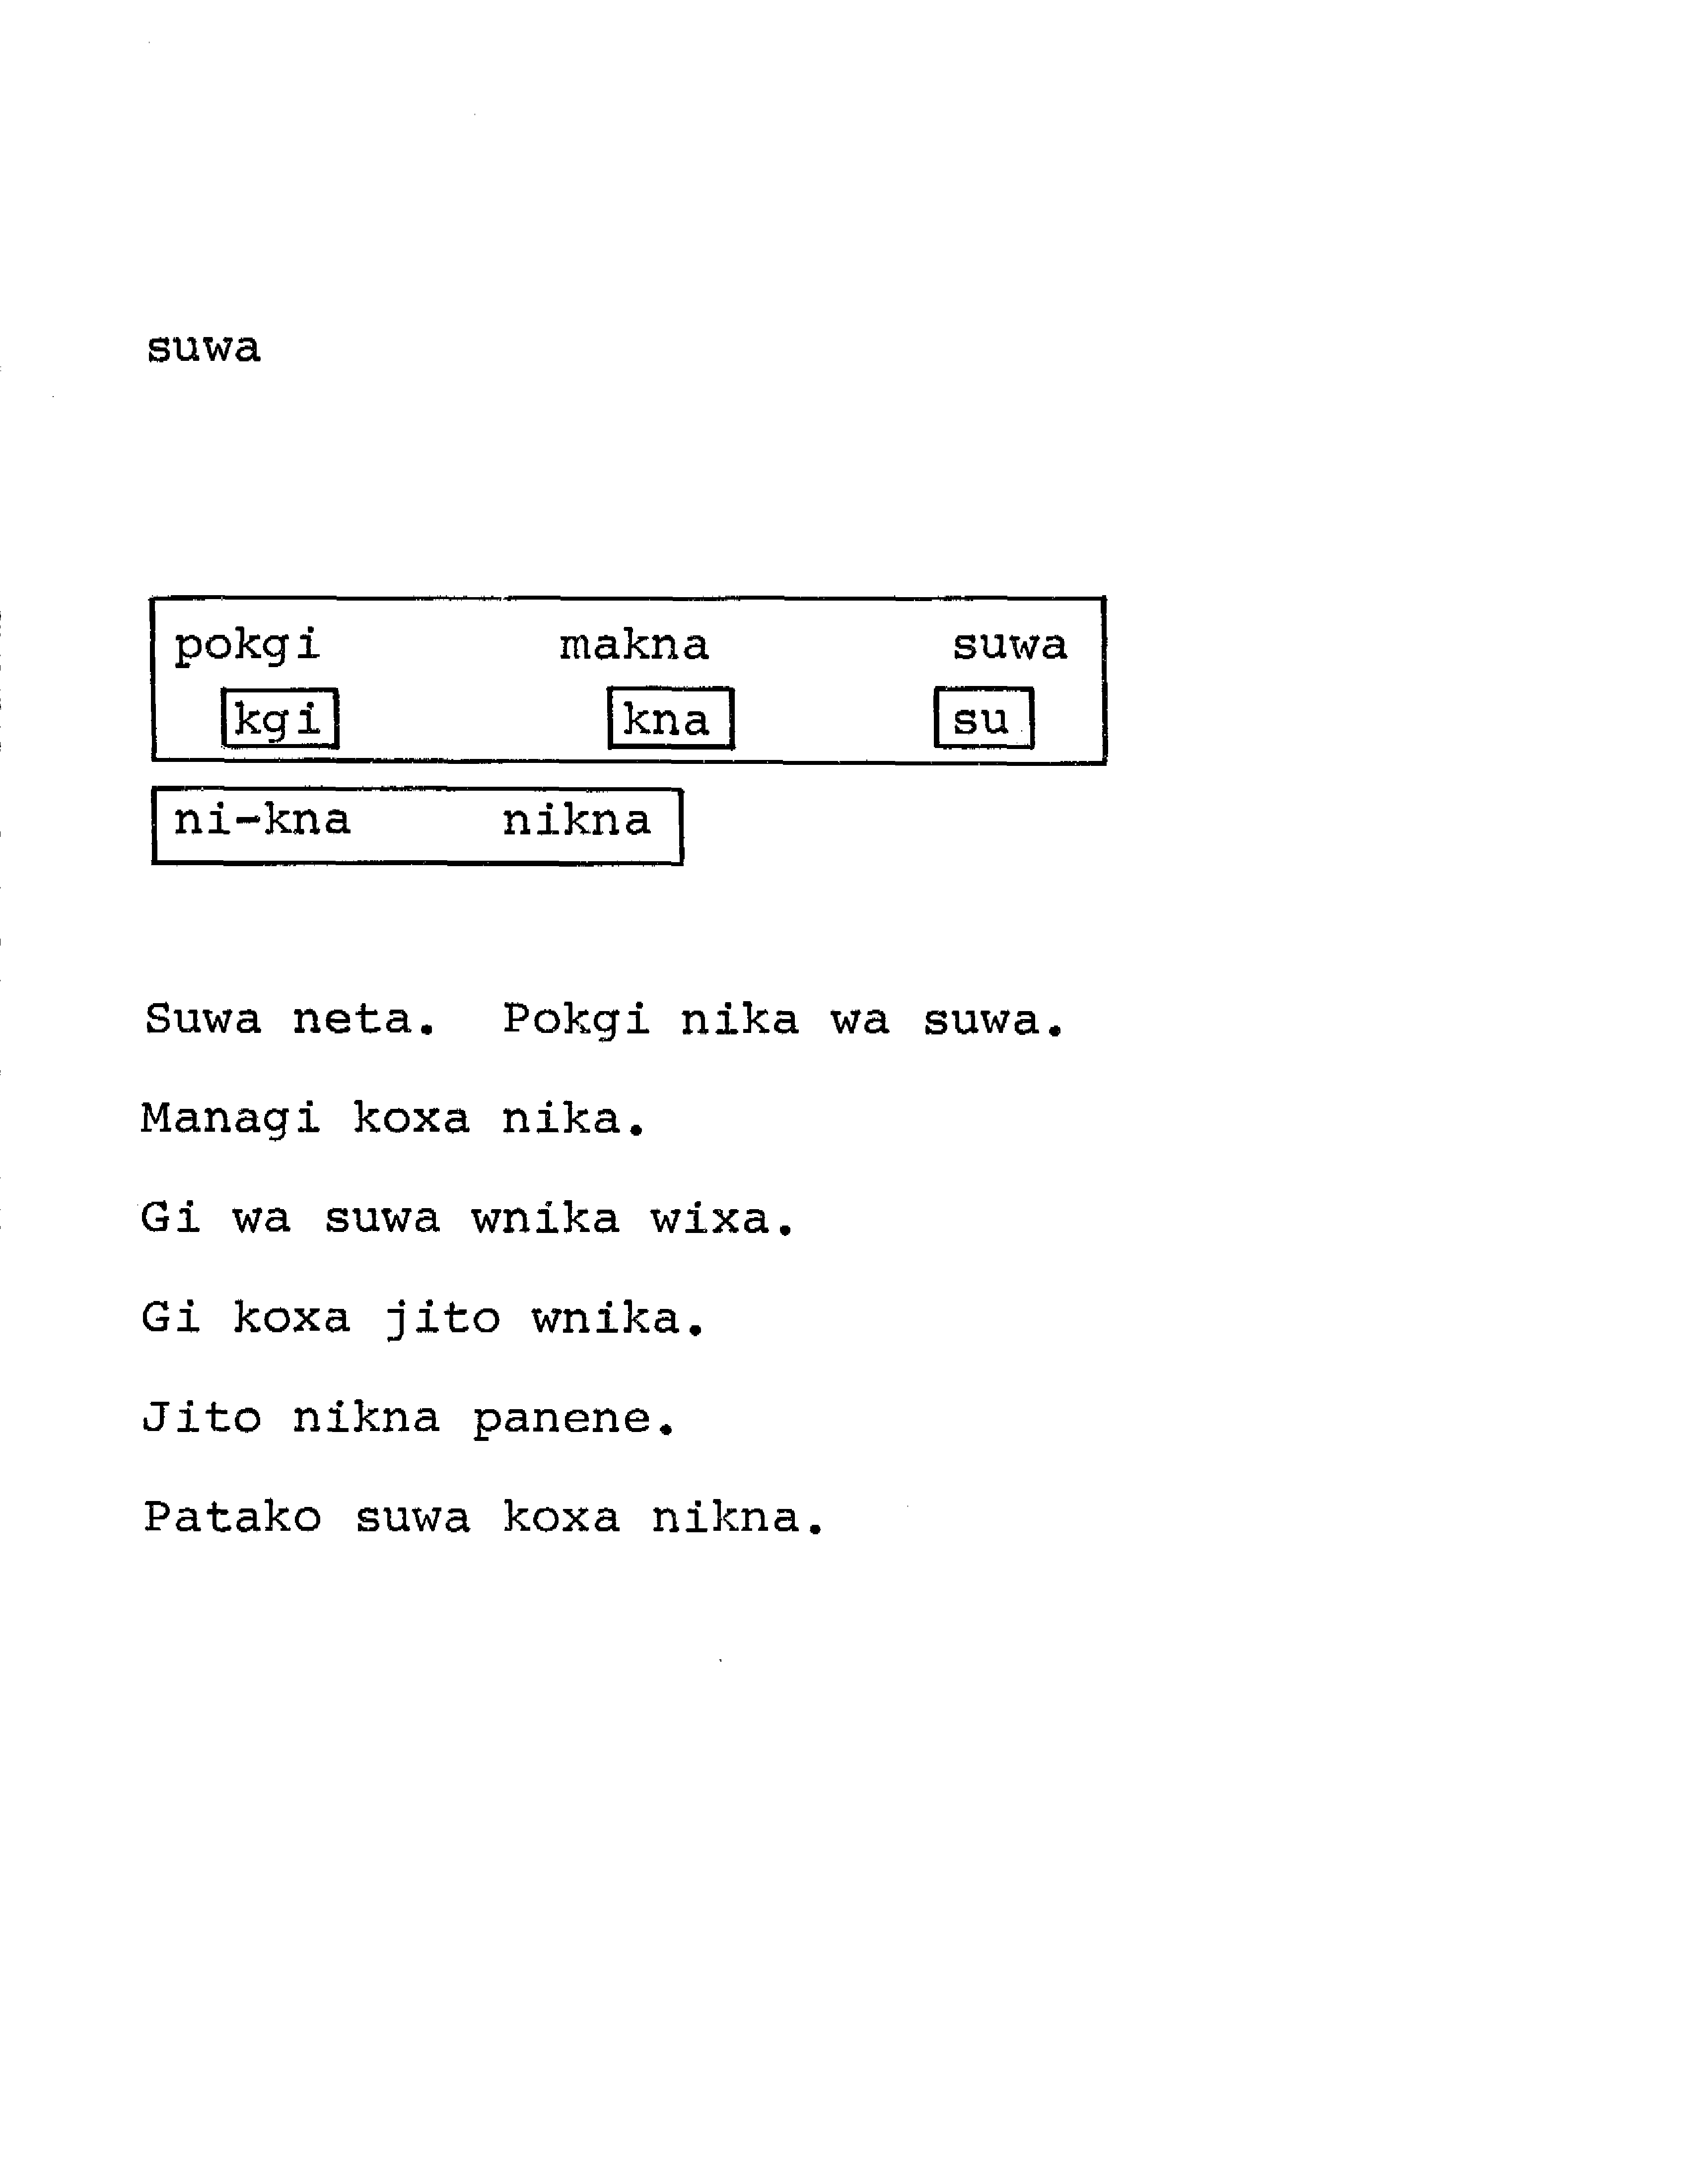 suwa
pokgi makna suwa
kgi kna su
ni-kna nikna
Suwa neta. Pokgi nika wa suwa.
Managi koxa nika.
Gi wa suwa wnika wixa.
Gi koxa jito wnika.
Jito nikna panene.
Patako suwa koxa nikna.